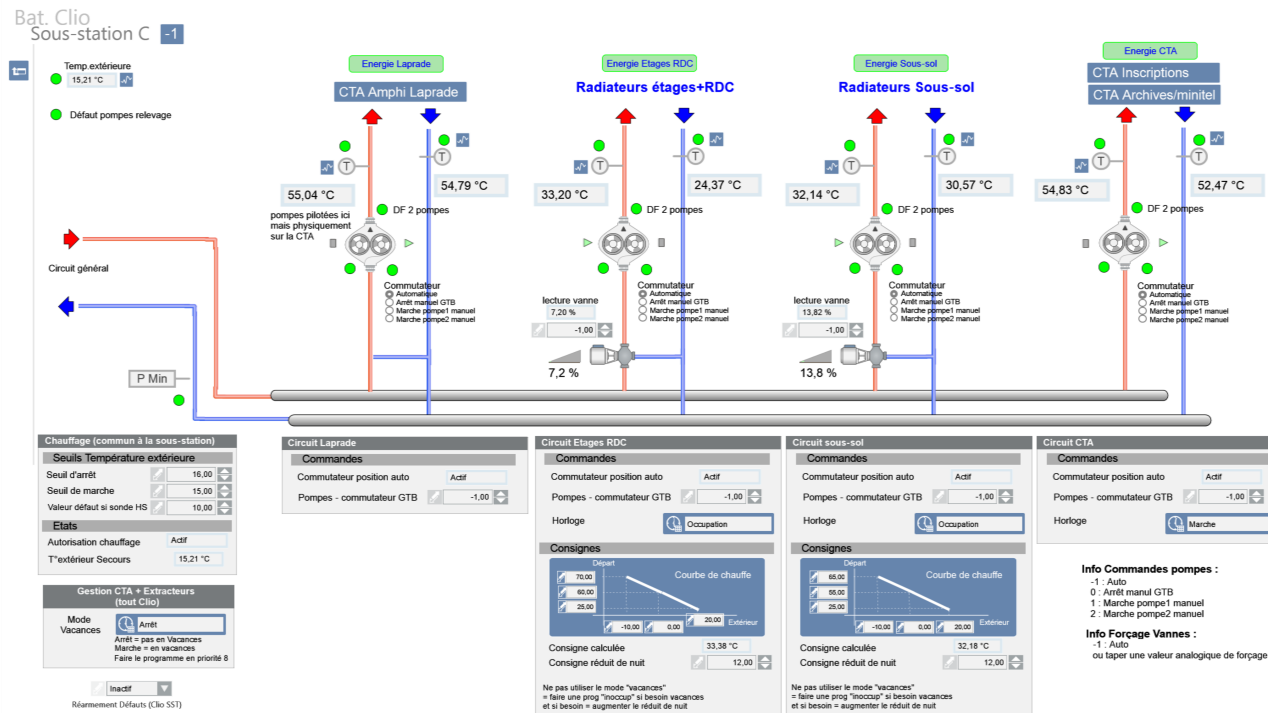 Bat. Clio
Sous-station C -1
Temp.extérieure
15,21 °C
Défaut pompes relevage
Energie Laprade
CTA Amphi Laprade
T
T
55,04 °C
54,79 °C
pompes pilotées ici
mais physiquement
sur la CTA
DF 2 pompes
Commutateur
Automatique
Arrêt manuel GTB
Marche pompe1 manuel
Marche pompe2 manuel
Energie Etages RDC
Radiateurs étages+RDC
T
T
33,20 °C
24,37 °C
DF 2 pompes
Commutateur
Automatique
Arrêt manuel GTB
Marche pompe1 manuel
Marche pompe2 manuel
lecture vanne
7,20 %
-1,00
7,2 %
Energie Sous-sol
Radiateurs Sous-sol
T
T
32,14 °C
30,57 °C
DF 2 pompes
Commutateur
Automatique
Arrêt manuel GTB
Marche pompe1 manuel
Marche pompe2 manuel
lecture vanne
13,82 %
-1,00
13,8 %
Energie CTA
CTA Inscriptions
CTA Archives/minitel
T
T
54,83 °C
52,47 °C
DF 2 pompes
Commutateur
Automatique
Arrêt manuel GTB
Marche pompe1 manuel
Marche pompe2 manuel
Circuit général
P Min
Chauffage (commun à la sous-station)
Seuils Température extérieure
Seuil d'arrêt 16,00
Seuil de marche 15,00
Valeur défaut si sonde HS 10,00
Etats
Autorisation chauffage Actif
T°extérieur Secours 15,21 °C
Gestion CTA + Extracteurs
(tout Clio)
Mode
Vacances
Arrêt
Arrêt = pas en Vacances
Marche = en vacances
Faire le programme en priorité 8
Inactif
Réarmement Défauts (Clio SST)
Circuit Laprade
Commandes
Commutateur position auto Actif
Pompes - commutateur GTB -1,00
Circuit Etages RDC
Commandes
Commutateur position auto Actif
Pompes - commutateur GTB -1,00
Horloge Occupation
Consignes
Départ
Courbe de chauffe
70,00
60,00
25,00
-10,00 0,00 20,00 Extérieur
Consigne calculée 33,38 °C
Consigne réduit de nuit 12,00
Ne pas utiliser le mode "vacances"
= faire une prog "inoccup" si besoin vacances
et si besoin = augmenter le réduit de nuit
Circuit sous-sol
Commandes
Commutateur position auto Actif
Pompes - commutateur GTB -1,00
Horloge Occupation
Consignes
Départ
Courbe de chauffe
65,00
55,00
25,00
-10,00 0,00 20,00 Extérieur
Consigne calculée 32,18 °C
Consigne réduit de nuit 12,00
Ne pas utiliser le mode "vacances"
= faire une prog "inoccup" si besoin vacances
et si besoin = augmenter le réduit de nuit
Circuit CTA
Commandes
Commutateur position auto Actif
Pompes - commutateur GTB -1,00
Horloge Marche
Info Commandes pompes :
-1 : Auto
0 : Arrêt manul GTB
1 : Marche pompe1 manuel
2 : Marche pompe2 manuel
Info Forçage Vannes :
-1 : Auto
ou taper une valeur analogique de forçage